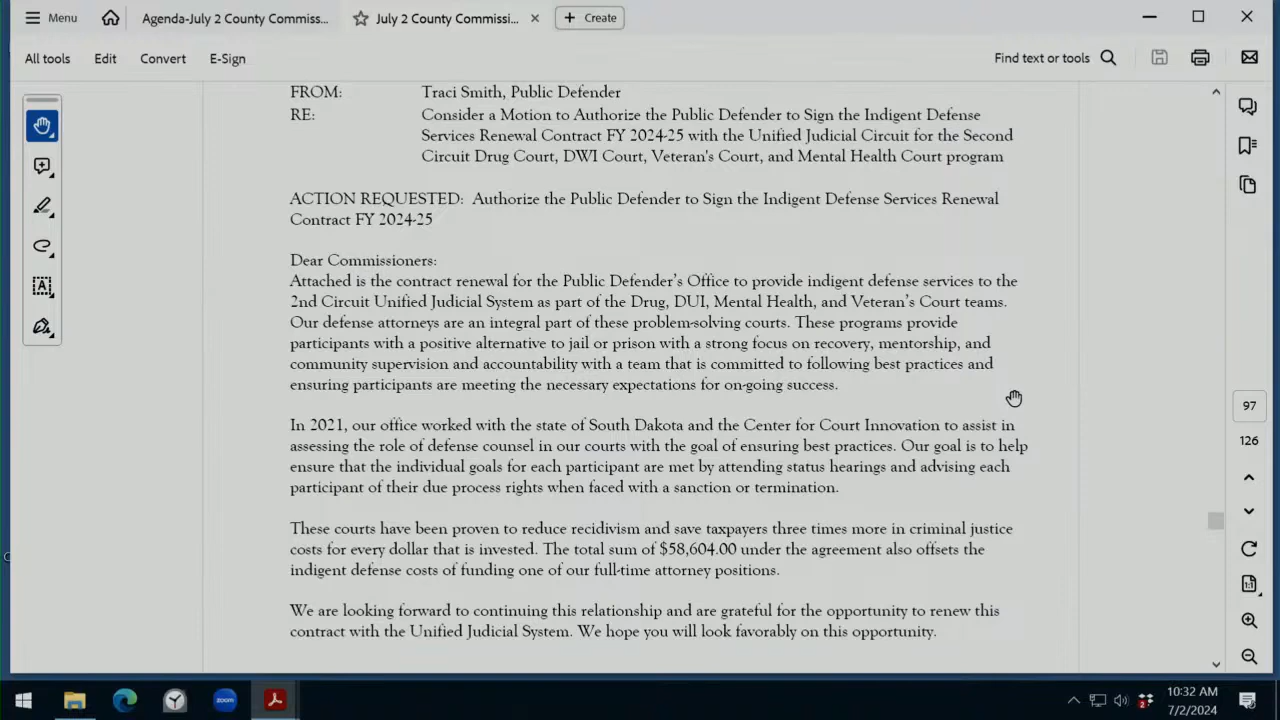 Menu
Agenda-July 2 County Commiss...
July 2 County Commissi...
Create
All tools
Edit
Convert
E-Sign
Find text or tools
FROM: Traci Smith, Public Defender
RE: Consider a Motion to Authorize the Public Defender to Sign the Indigent Defense
Services Renewal Contract FY 2024-25 with the Unified Judicial Circuit for the Second
Circuit Drug Court, DWI Court, Veteran's Court, and Mental Health Court program
ACTION REQUESTED: Authorize the Public Defender to Sign the Indigent Defense Services Renewal
Contract FY 2024-25
Dear Commissioners:
Attached is the contract renewal for the Public Defender's Office to provide indigent defense services to the
2nd Circuit Unified Judicial System as part of the Drug, DUI, Mental Health, and Veteran's Court teams.
Our defense attorneys are an integral part of these problem-solving courts. These programs provide
participants with a positive alternative to jail or prison with a strong focus on recovery, mentorship, and
community supervision and accountability with a team that is committed to following best practices and
ensuring participants are meeting the necessary expectations for on-going success.
In 2021, our office worked with the state of South Dakota and the Center for Court Innovation to assist in
assessing the role of defense counsel in our courts with the goal of ensuring best practices. Our goal is to help
ensure that the individual goals for each participant are met by attending status hearings and advising each
participant of their due process rights when faced with a sanction or termination.
These courts have been proven to reduce recidivism and save taxpayers three times more in criminal justice
costs for every dollar that is invested. The total sum of $58,604.00 under the agreement also offsets the
indigent defense costs of funding one of our full-time attorney positions.
We are looking forward to continuing this relationship and are grateful for the opportunity to renew this
contract with the Unified Judicial System. We hope you will look favorably on this opportunity.
97
126
1:1
zoom
2
10:32 AM
7/2/2024